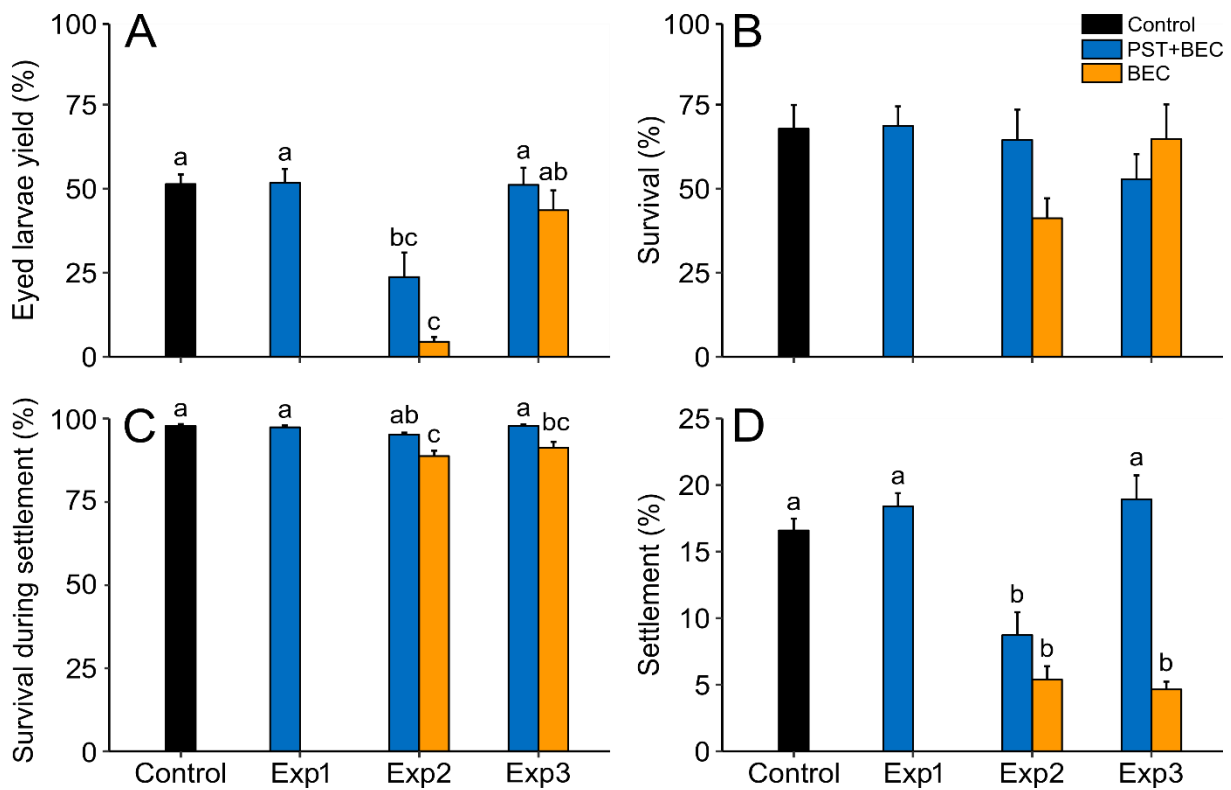 A
Eyed larvae yield (%)
100
75
50
25
0
a
a
bc
c
a
ab
B
Control
PST+BEC
BEC
Survival (%)
100
75
50
25
0
C
Survival during settlement (%)
100
75
50
25
0
a
a
ab
c
a
bc
Control
Exp1
Exp2
Exp3
D
Settlement (%)
25
20
15
10
5
0
a
a
b
b
a
b
Control
Exp1
Exp2
Exp3